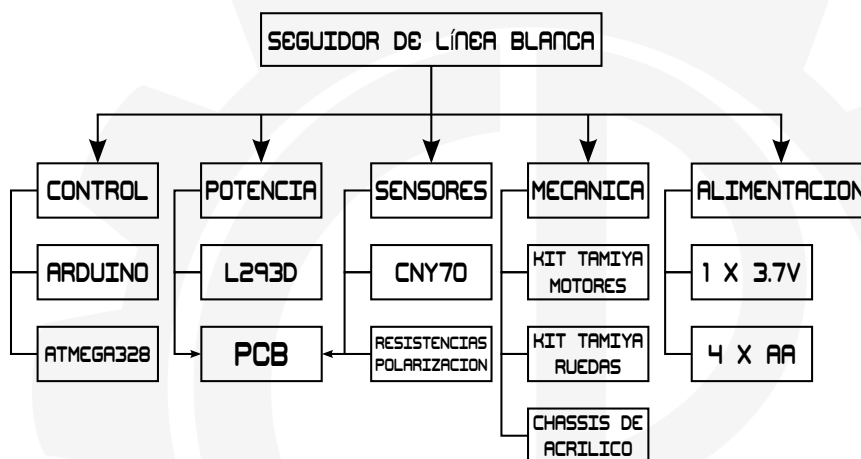 SEGUIDOR DE LÍNEA BLANCA
CONTROL
POTENCIA
SENSORES
MECANICA
ALIMENTACION
ARDUINO
L293D
CNY70
KIT TAMIYA
MOTORES
1 X 3.7V
ATMEGA328
PCB
RESISTENCIAS
POLARIZACION
KIT TAMIYA
RUEDAS
4 X AA
CHASSIS DE
ACRILICO